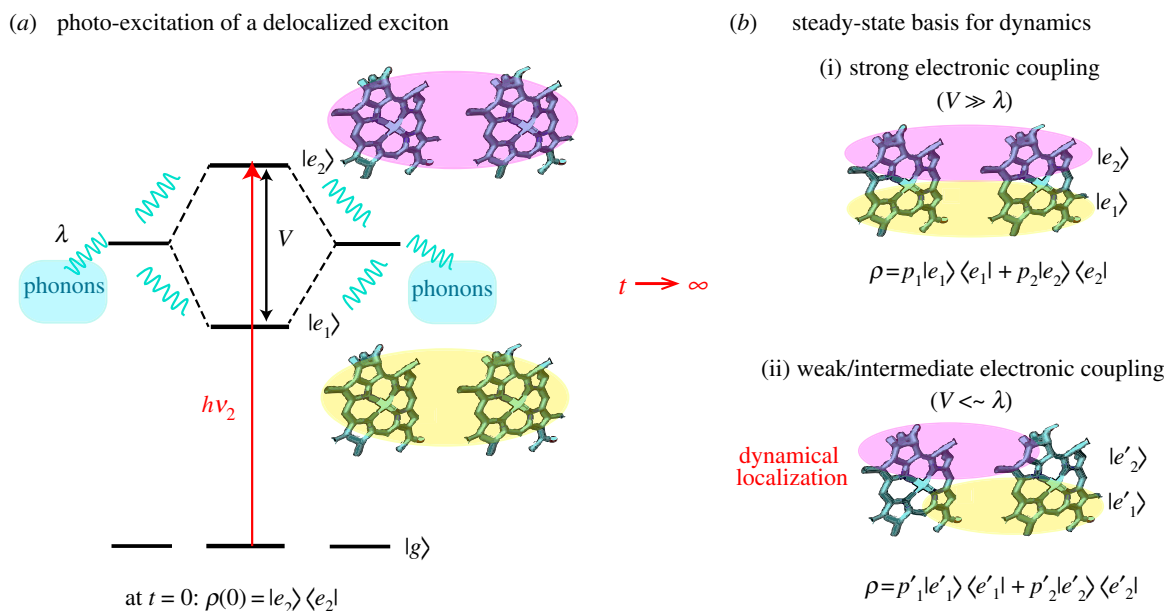 (a) photo-excitation of a delocalized exciton
|e₂⟩
λ
V
phonons
phonons
|e₁⟩
hν₂
|g⟩
at t = 0: ρ(0) = |e₂⟩⟨e₂|
t → ∞
(b) steady-state basis for dynamics
(i) strong electronic coupling
(V ≫ λ)
|e₂⟩
|e₁⟩
ρ = p₁|e₁⟩⟨e₁| + p₂|e₂⟩⟨e₂|
(ii) weak/intermediate electronic coupling
(V <~ λ)
dynamical
localization
|e′₂⟩
|e′₁⟩
ρ = p′₁|e′₁⟩⟨e′₁| + p′₂|e′₂⟩⟨e′₂|